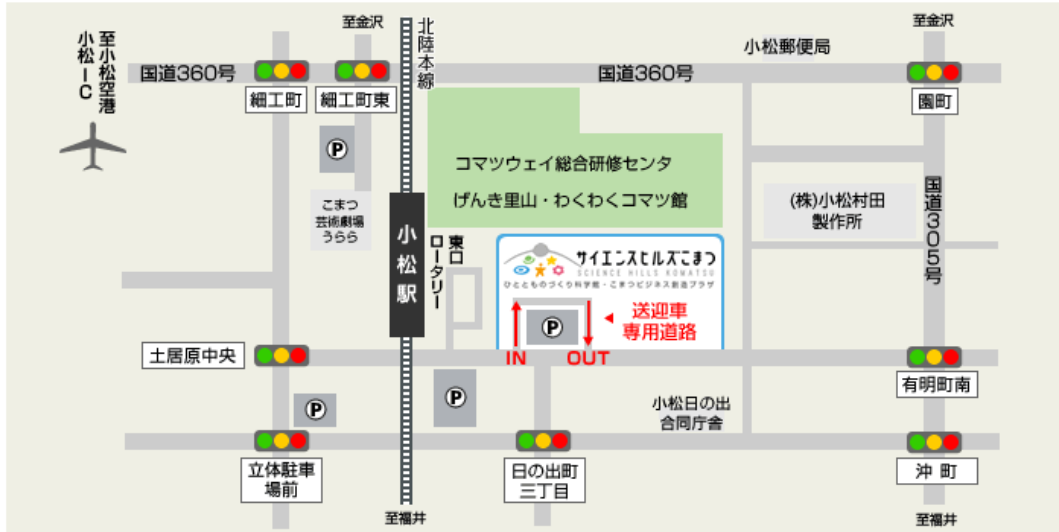 至小松空港
小松IC
至金沢
北陸本線
小松郵便局
至金沢
国道360号
国道360号
細工町
細工町東
園町
P
コマツウェイ総合研修センタ
げんき里山・わくわくコマツ館
こまつ
芸術劇場
うらら
小松駅
東口
ロータリー
(株)小松村田
製作所
国道305号
サイエンスヒルズこまつ
SCIENCE HILLS KOMATSU
ひととものづくり科学館・こまつビジネス創造プラザ
P
送迎車
専用道路
IN
OUT
土居原中央
有明町南
P
P
小松日の出
合同庁舎
立体駐車
場前
日の出町
三丁目
沖町
至福井
至福井